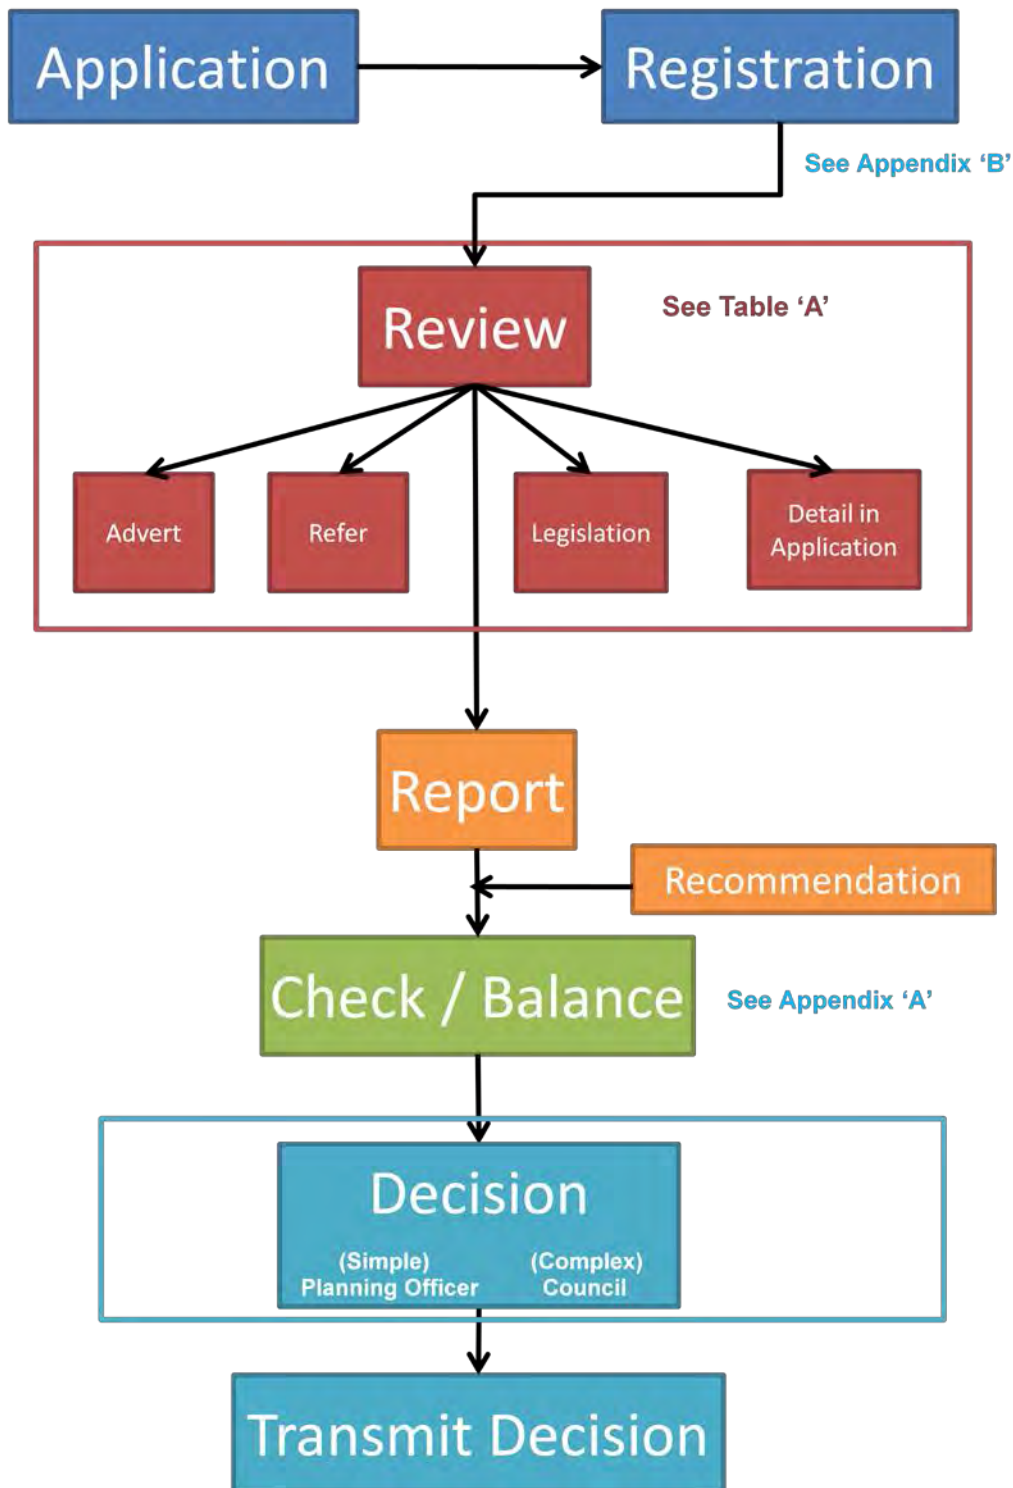 Application
Registration
See Appendix ‘B’
Review
See Table ‘A’
Advert
Refer
Legislation
Detail in
Application
Report
Recommendation
Check / Balance
See Appendix ‘A’
Decision
(Simple)
Planning Officer
(Complex)
Council
Transmit Decision